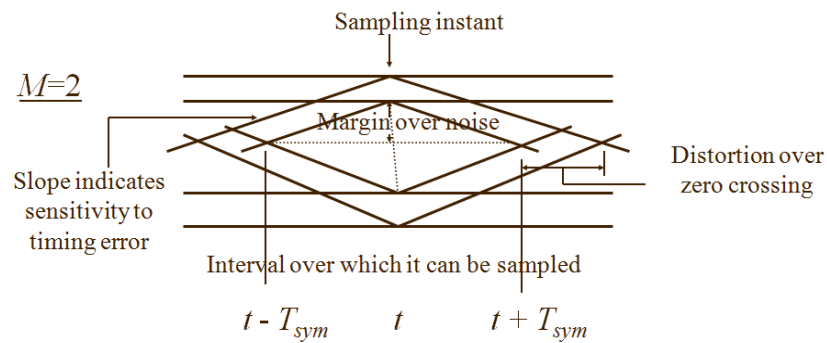 Sampling instant
M=2
Margin over noise
Slope indicates
sensitivity to
timing error
Distortion over
zero crossing
Interval over which it can be sampled
t - Tsym t t + Tsym